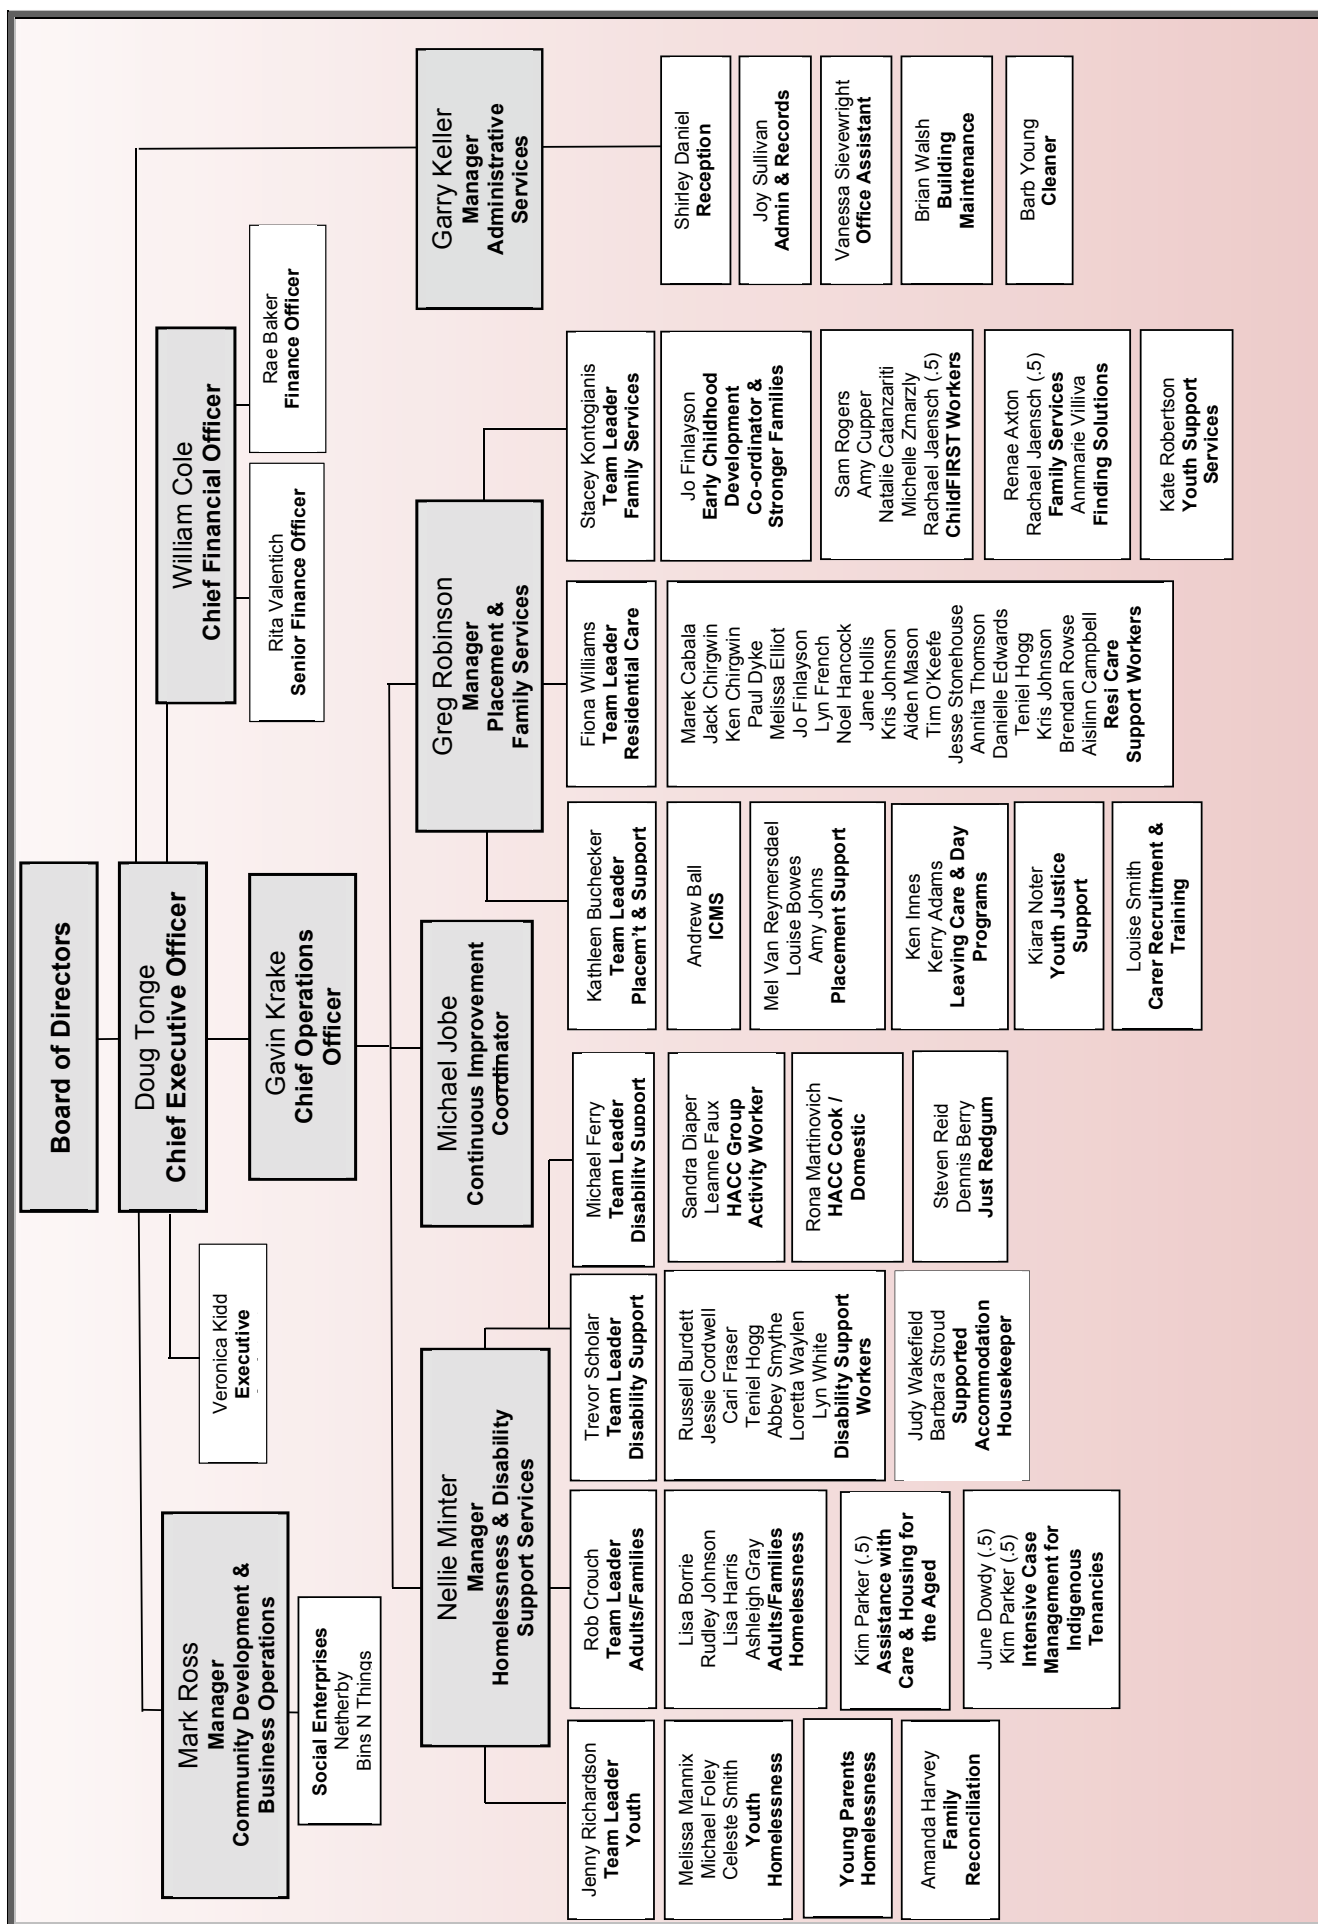 Board of Directors
Doug Tonge
Chief Executive Officer
Veronica Kidd
Executive
Mark Ross
Manager
Community Development &
Business Operations
Social Enterprises
Netherby
Bins N Things
William Cole
Chief Financial Officer
Rita Valentich
Senior Finance Officer
Rae Baker
Finance Officer
Gavin Krake
Chief Operations
Officer
Nellie Minter
Manager
Homelessness & Disability
Support Services
Michael Jobe
Continuous Improvement
Coordinator
Greg Robinson
Manager
Placement &
Family Services
Garry Keller
Manager
Administrative
Services
Jenny Richardson
Team Leader
Youth
Melissa Mannix
Michael Foley
Celeste Smith
Youth
Homelessness
Young Parents
Homelessness
Amanda Harvey
Family
Reconciliation
Rob Crouch
Team Leader
Adults/Families
Lisa Borrie
Rudley Johnson
Lisa Harris
Ashleigh Gray
Adults/Families
Homelessness
Kim Parker (.5)
Assistance with
Care & Housing for
the Aged
June Dowdy (.5)
Kim Parker (.5)
Intensive Case
Management for
Indigenous
Tenancies
Trevor Scholar
Team Leader
Disability Support
Russell Burdett
Jessie Cordwell
Cari Fraser
Teniel Hogg
Abbey Smythe
Loretta Waylen
Lyn White
Disability Support
Workers
Judy Wakefield
Barbara Stroud
Supported
Accommodation
Housekeeper
Michael Ferry
Team Leader
Disability Support
Sandra Diaper
Leanne Faux
HACC Group
Activity Worker
Rona Martinovich
HACC Cook /
Domestic
Steven Reid
Dennis Berry
Just Redgum
Kathleen Buchecker
Team Leader
Placem't & Support
Andrew Ball
ICMS
Mel Van Reymersdael
Louise Bowes
Amy Johns
Placement Support
Ken Innes
Kerry Adams
Leaving Care & Day
Programs
Kiara Noter
Youth Justice
Support
Louise Smith
Carer Recruitment &
Training
Fiona Williams
Team Leader
Residential Care
Marek Cabala
Jack Chirgwin
Ken Chirgwin
Paul Dyke
Melissa Elliot
Jo Finlayson
Lyn French
Noel Hancock
Jane Hollis
Kris Johnson
Aiden Mason
Tim O'Keefe
Jesse Stonehouse
Annita Thomson
Danielle Edwards
Teniel Hogg
Kris Johnson
Brendan Rowse
Aislinn Campbell
Resi Care
Support Workers
Stacey Kontogianis
Team Leader
Family Services
Jo Finlayson
Early Childhood
Development
Co-ordinator &
Stronger Families
Sam Rogers
Amy Cupper
Natalie Catanzariti
Michelle Zmarzly
Rachael Jaensch (.5)
ChildFIRST Workers
Renae Axton
Rachael Jaensch (.5)
Family Services
Annmarie Villiva
Finding Solutions
Kate Robertson
Youth Support
Services
Shirley Daniel
Reception
Joy Sullivan
Admin & Records
Vanessa Sievewright
Office Assistant
Brian Walsh
Building
Maintenance
Barb Young
Cleaner